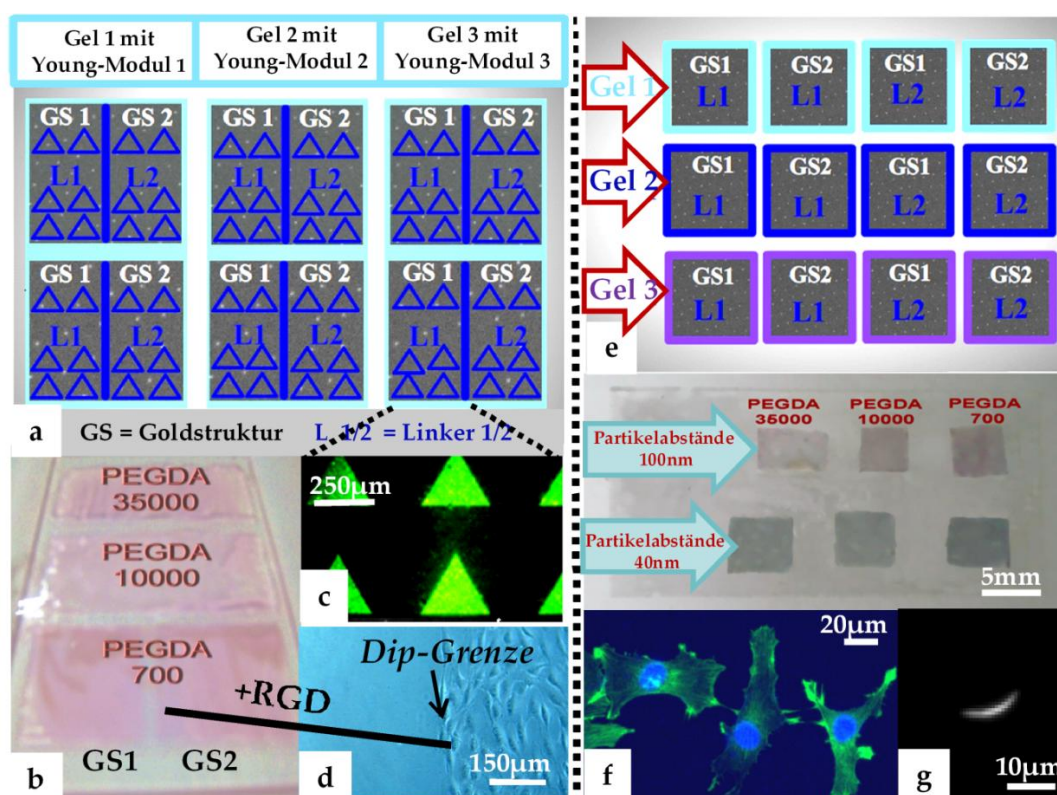 Gel 1 mit
Young-Modul 1
Gel 2 mit
Young-Modul 2
Gel 3 mit
Young-Modul 3
GS 1 GS 2
L1 L2
GS 1 GS 2
L1 L2
GS 1 GS 2
L1 L2
GS 1 GS 2
L1 L2
GS 1 GS 2
L1 L2
GS 1 GS 2
L1 L2
a
GS = Goldstruktur L 1/2 = Linker 1/2
PEGDA
35000
PEGDA
10000
PEGDA
700
GS1 GS2
b
250µm
c
Dip-Grenze
+RGD
150µm
d
Gel 1
GS1
L1
GS2
L1
GS1
L2
GS2
L2
Gel 2
GS1
L1
GS2
L1
GS1
L2
GS2
L2
Gel 3
GS1
L1
GS2
L1
GS1
L2
GS2
L2
e
PEGDA
35000
PEGDA
10000
PEGDA
700
Partikelabstände
100nm
Partikelabstände
40nm
5mm
20µm
f
g
10µm